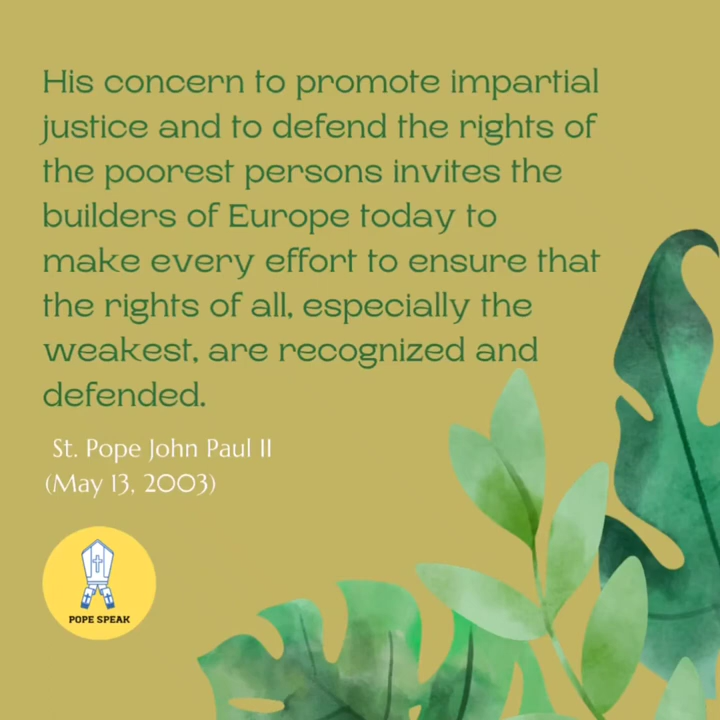 His concern to promote impartial
justice and to defend the rights of
the poorest persons invites the
builders of Europe today to
make every effort to ensure that
the rights of all, especially the
weakest, are recognized and
defended.
St. Pope John Paul II
(May 13, 2003)
POPE SPEAK